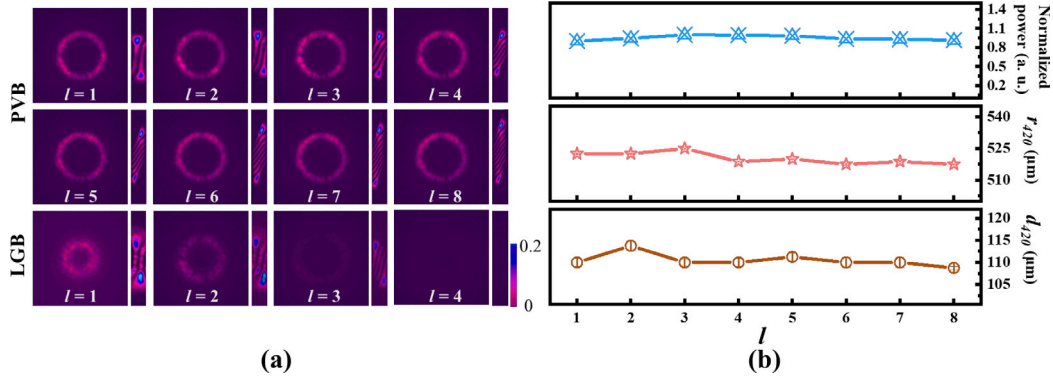 PVB
l = 1 l = 2 l = 3 l = 4
l = 5 l = 6 l = 7 l = 8
LGB
l = 1 l = 2 l = 3 l = 4
0.2
0
(a)
1.4
1.1
0.8
0.5
0.2
Normalized
power (a. u.)
540
525
510
r420 (μm)
120
115
110
105
d420 (μm)
1 2 3 4 5 6 7 8
l
(b)